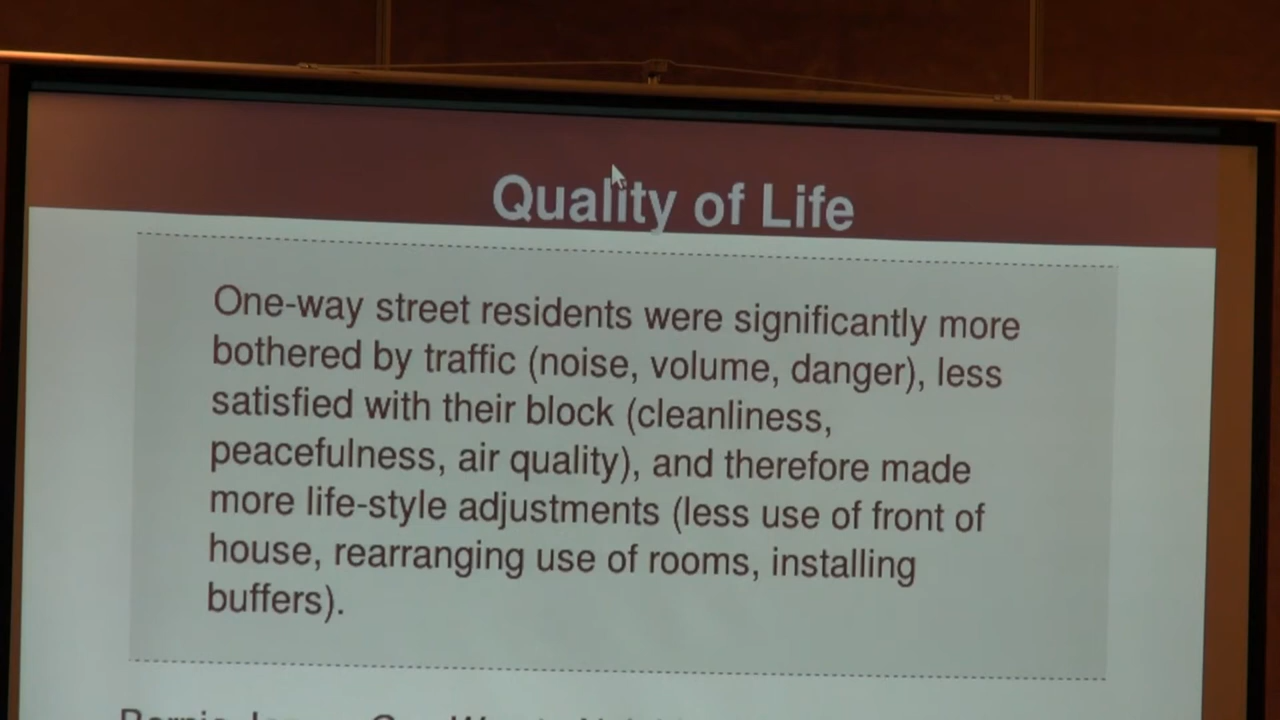 Quality of Life
One-way street residents were significantly more
bothered by traffic (noise, volume, danger), less
satisfied with their block (cleanliness,
peacefulness, air quality), and therefore made
more life-style adjustments (less use of front of
house, rearranging use of rooms, installing
buffers).